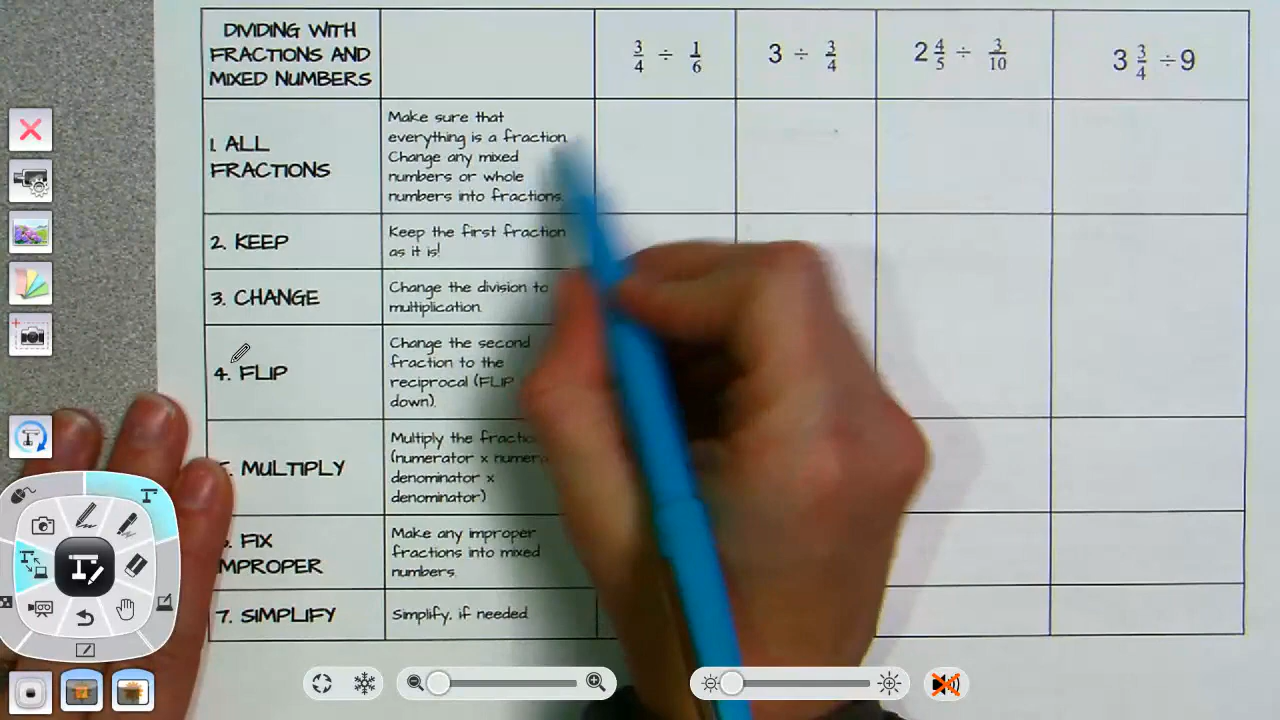 DIVIDING WITH
FRACTIONS AND
MIXED NUMBERS
3/4 ÷ 1/6
3 ÷ 3/4
2 4/5 ÷ 3/10
3 3/4 ÷ 9
1. ALL
FRACTIONS
Make sure that
everything is a fraction.
Change any mixed
numbers or whole
numbers into fractions.
2. KEEP
Keep the first fraction
as it is!
3. CHANGE
Change the division to
multiplication.
4. FLIP
Change the second
fraction to the
reciprocal (FLIP
down).
MULTIPLY
Multiply the
(numerator x
denominator x
denominator)
FIX
Make any improper
fractions into mixed
numbers.
7. SIMPLIFY
Simplify, if needed